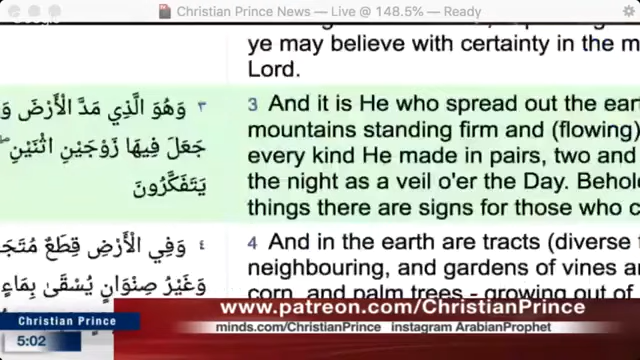 Christian Prince News — Live @ 148.5% — Ready
ye may believe with certainty in the m
Lord.
٣ وَهُوَ الَّذِي مَدَّ الْأَرْضَ وَ
جَعَلَ فِيهَا زَوْجَيْنِ اثْنَيْنِ ۖ
يَتَفَكَّرُونَ
3 And it is He who spread out the ear
mountains standing firm and (flowing)
every kind He made in pairs, two and
the night as a veil o'er the Day. Behol
things there are signs for those who c
٤ وَفِي الْأَرْضِ قِطَعٌ مُتَجَ
وَغَيْرُ صِنْوَانٍ يُسْقَىٰ بِمَاءٍ
4 And in the earth are tracts (diverse
neighbouring, and gardens of vines a
corn, and palm trees - growing out of
www.patreon.com/ChristianPrince
minds.com/ChristianPrince instagram ArabianProphet
Christian Prince
5:02